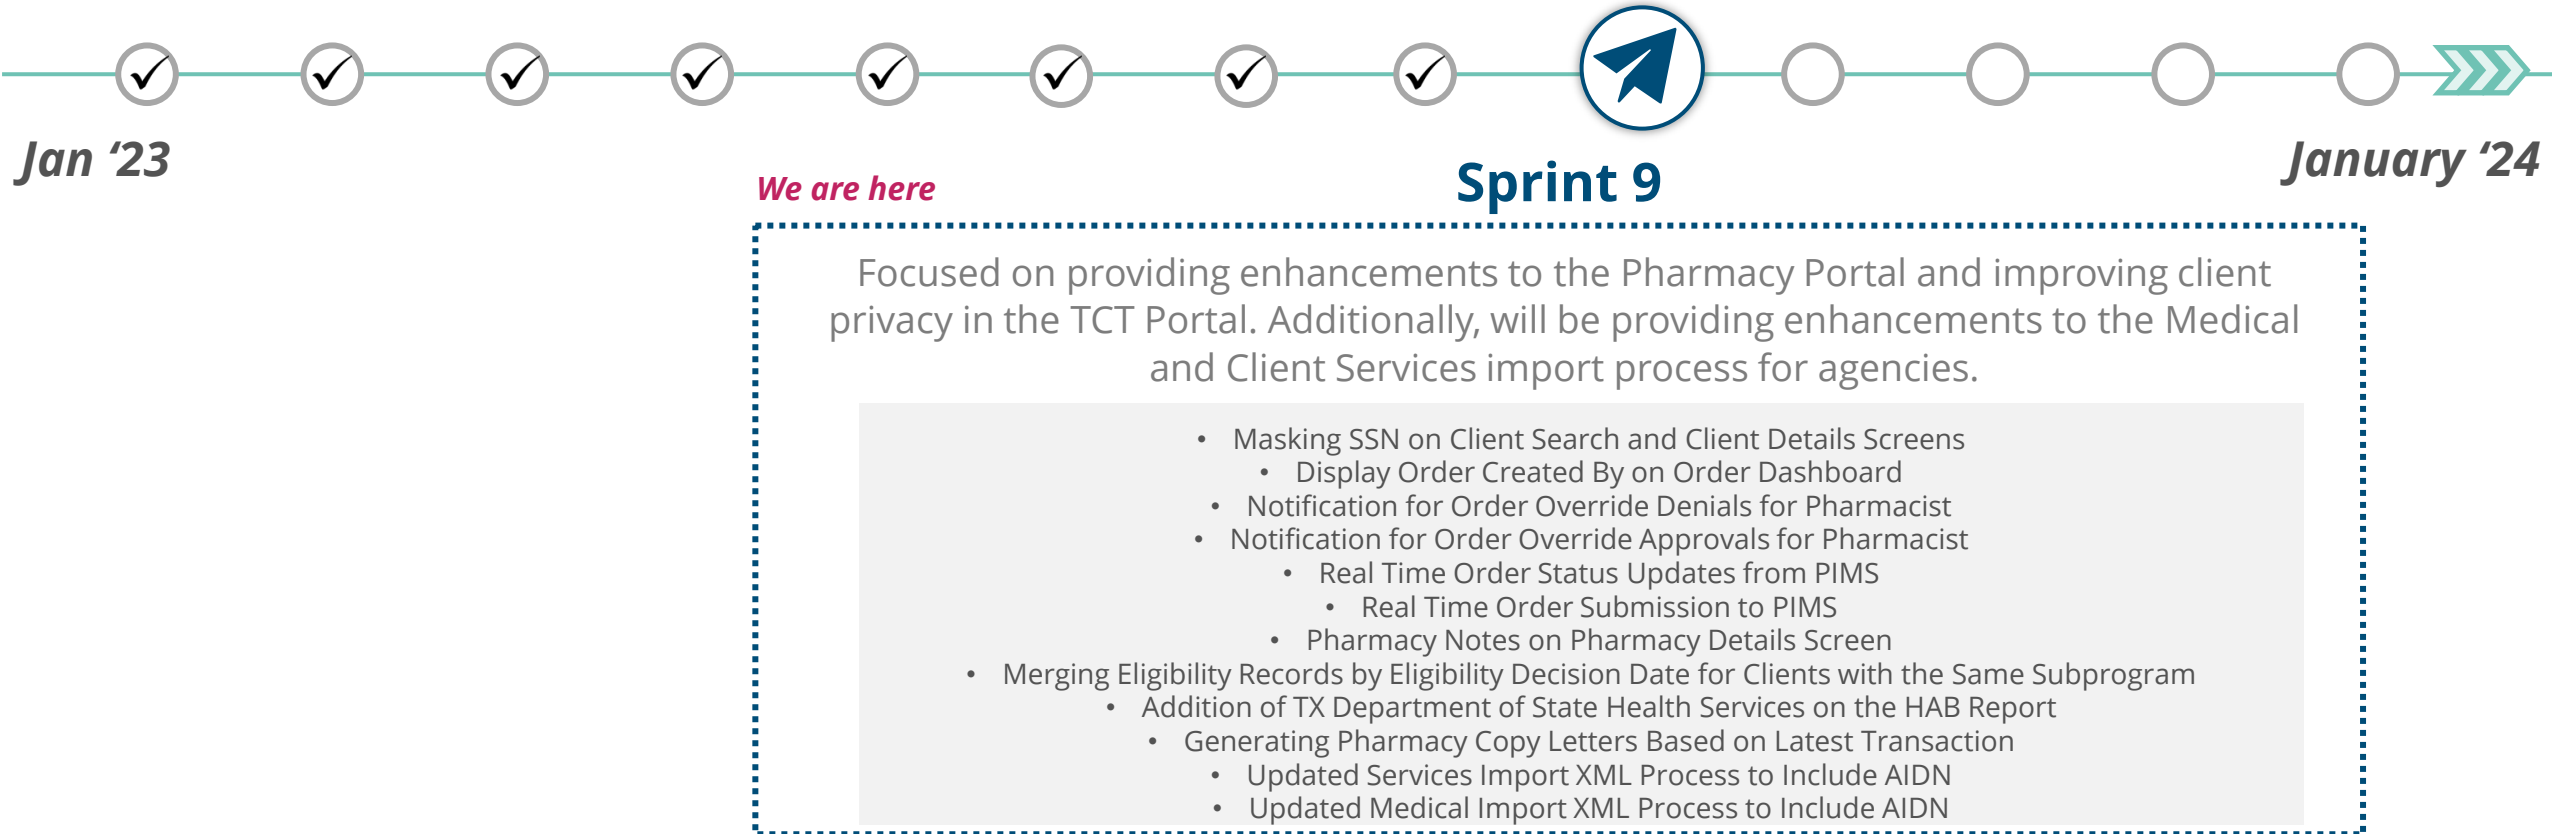 Jan ‘23
January ‘24
We are here
Sprint 9
Focused on providing enhancements to the Pharmacy Portal and improving client
privacy in the TCT Portal. Additionally, will be providing enhancements to the Medical
and Client Services import process for agencies.
• Masking SSN on Client Search and Client Details Screens
• Display Order Created By on Order Dashboard
• Notification for Order Override Denials for Pharmacist
• Notification for Order Override Approvals for Pharmacist
• Real Time Order Status Updates from PIMS
• Real Time Order Submission to PIMS
• Pharmacy Notes on Pharmacy Details Screen
• Merging Eligibility Records by Eligibility Decision Date for Clients with the Same Subprogram
• Addition of TX Department of State Health Services on the HAB Report
• Generating Pharmacy Copy Letters Based on Latest Transaction
• Updated Services Import XML Process to Include AIDN
• Updated Medical Import XML Process to Include AIDN